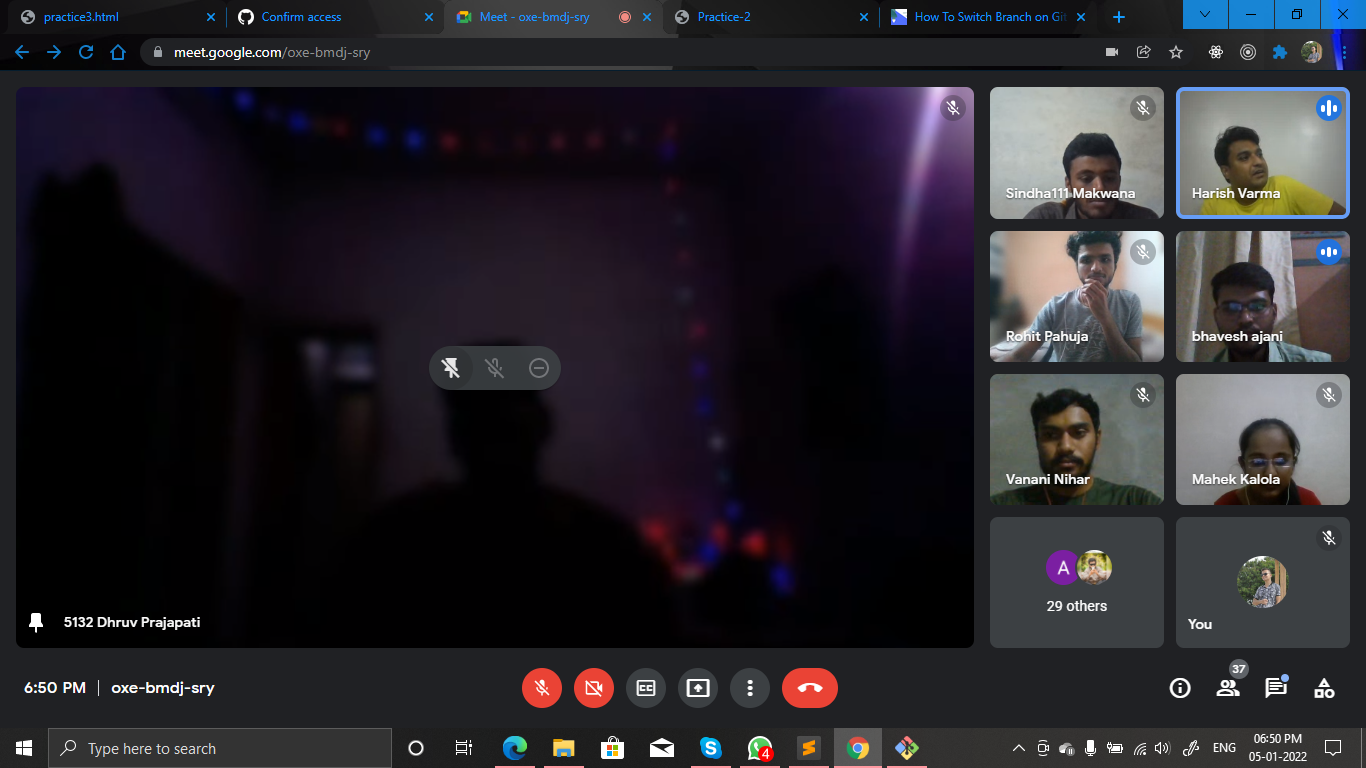 practice3.html
Confirm access
Meet - oxe-bmdj-sry
Practice-2
How To Switch Branch on Git
meet.google.com/oxe-bmdj-sry
Sindha111 Makwana
Harish Varma
Rohit Pahuja
bhavesh ajani
Vanani Nihar
Mahek Kalola
A
29 others
You
5132 Dhruv Prajapati
6:50 PM | oxe-bmdj-sry
CC
37
Type here to search
4
ENG
06:50 PM
05-01-2022